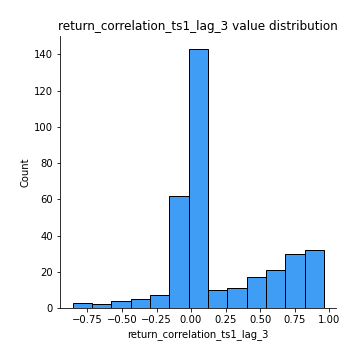 return_correlation_ts1_lag_3 value distribution
140
120
100
80
60
40
20
0
Count
−0.75 −0.50 −0.25 0.00 0.25 0.50 0.75 1.00
return_correlation_ts1_lag_3